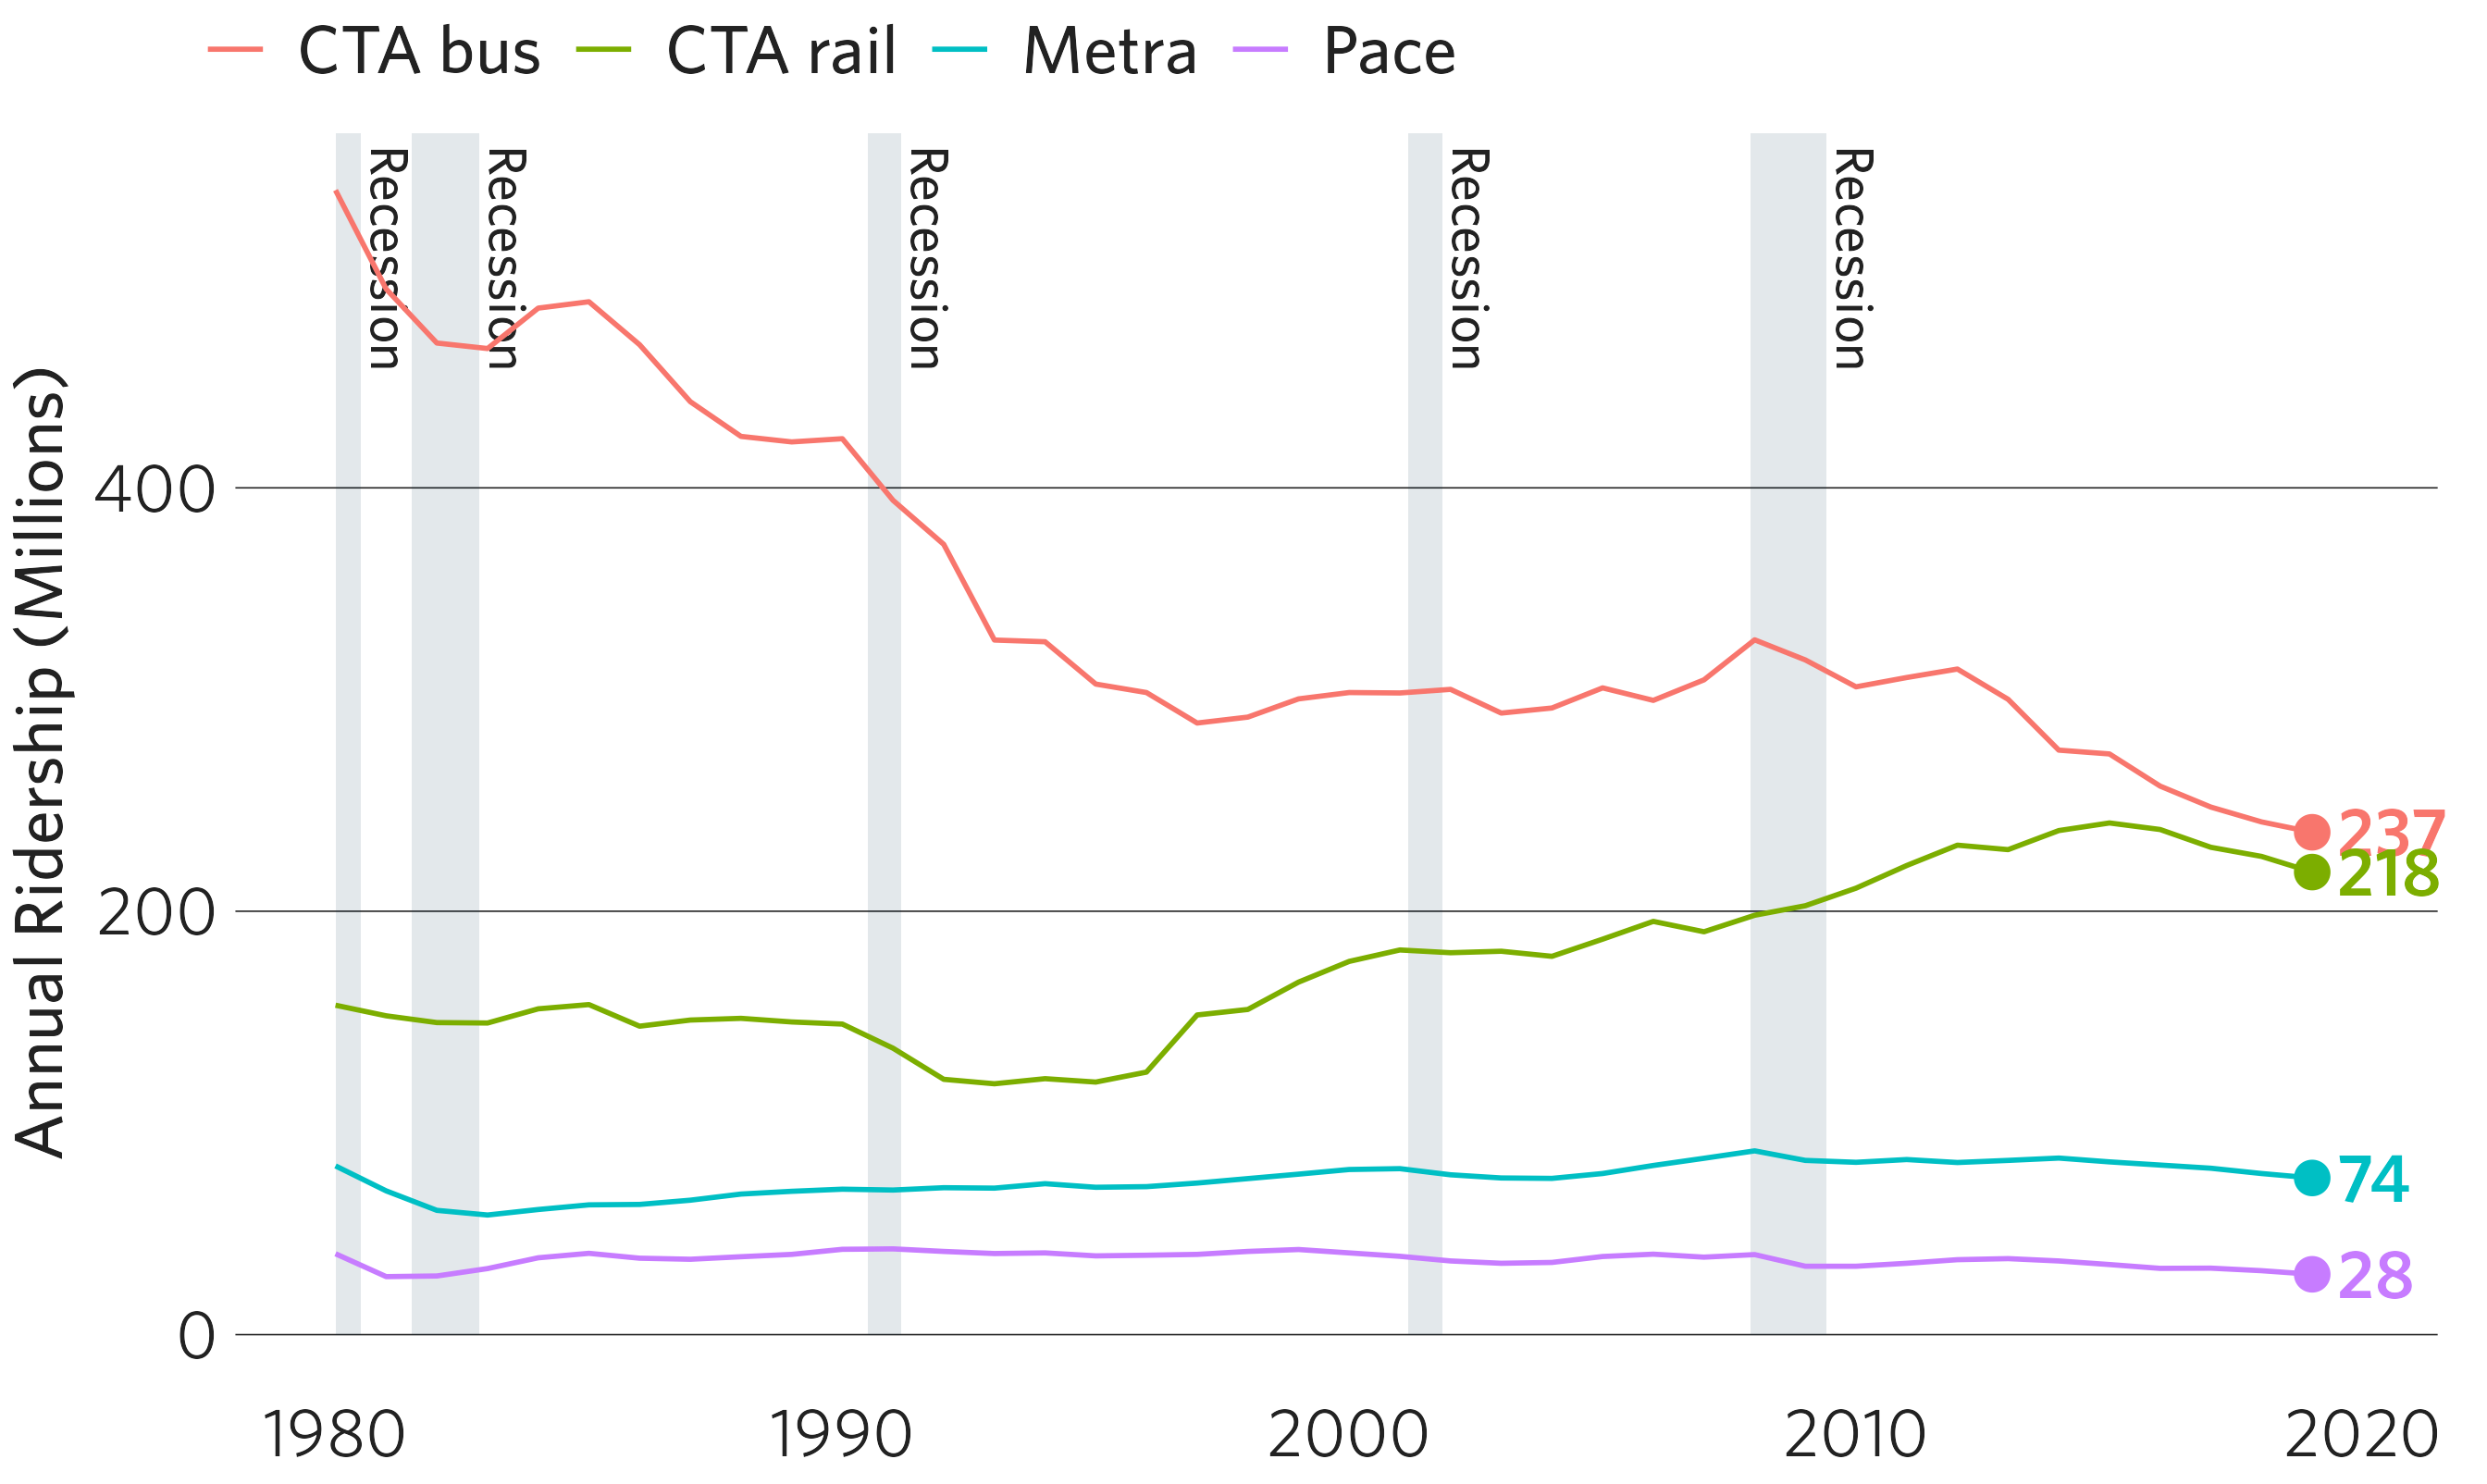 CTA bus CTA rail Metra Pace
Recession
Recession
Recession
Recession
Recession
Annual Ridership (Millions)
400
200
0
237
218
74
28
1980 1990 2000 2010 2020